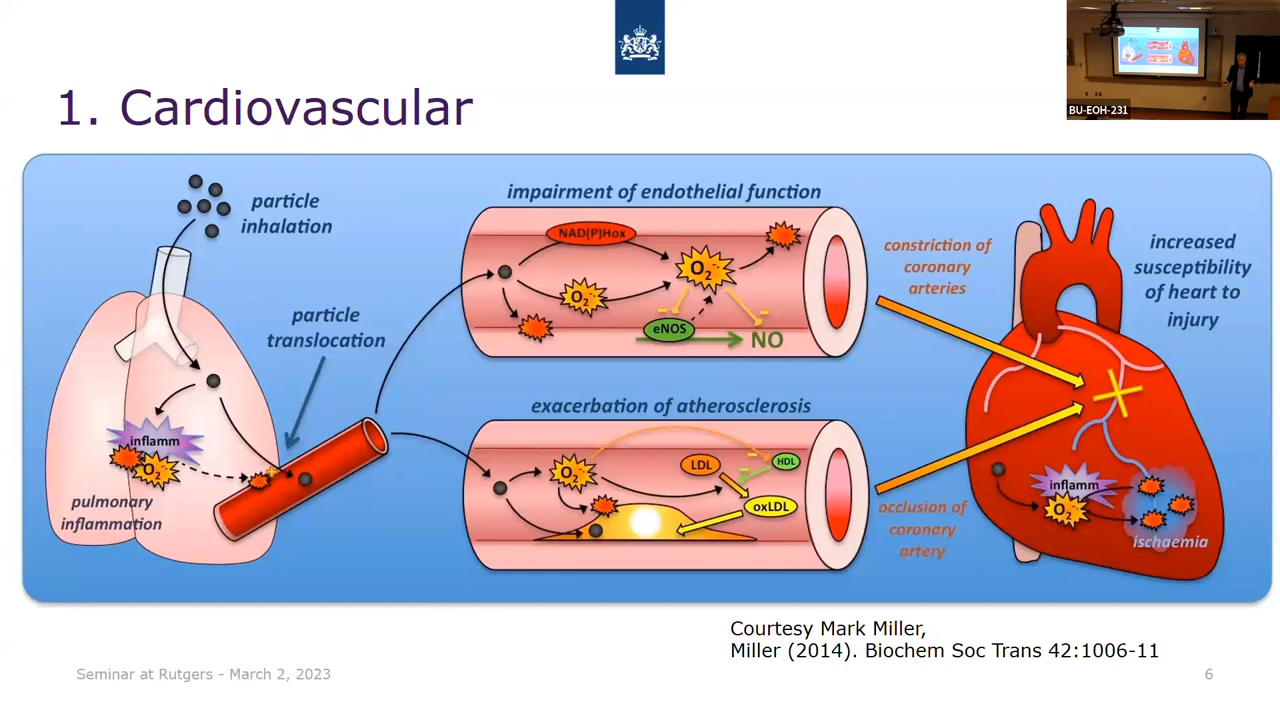 BU-EOH-231
1. Cardiovascular
particle
inhalation
particle
translocation
inflamm
O₂⁻
pulmonary
inflammation
impairment of endothelial function
NAD(P)Hox
O₂⁻
O₂⁻
eNOS
NO
exacerbation of atherosclerosis
O₂⁻
LDL
HDL
oxLDL
constriction of
coronary
arteries
occlusion of
coronary
artery
increased
susceptibility
of heart to
injury
inflamm
O₂⁻
ischaemia
Courtesy Mark Miller,
Miller (2014). Biochem Soc Trans 42:1006-11
Seminar at Rutgers - March 2, 2023
6